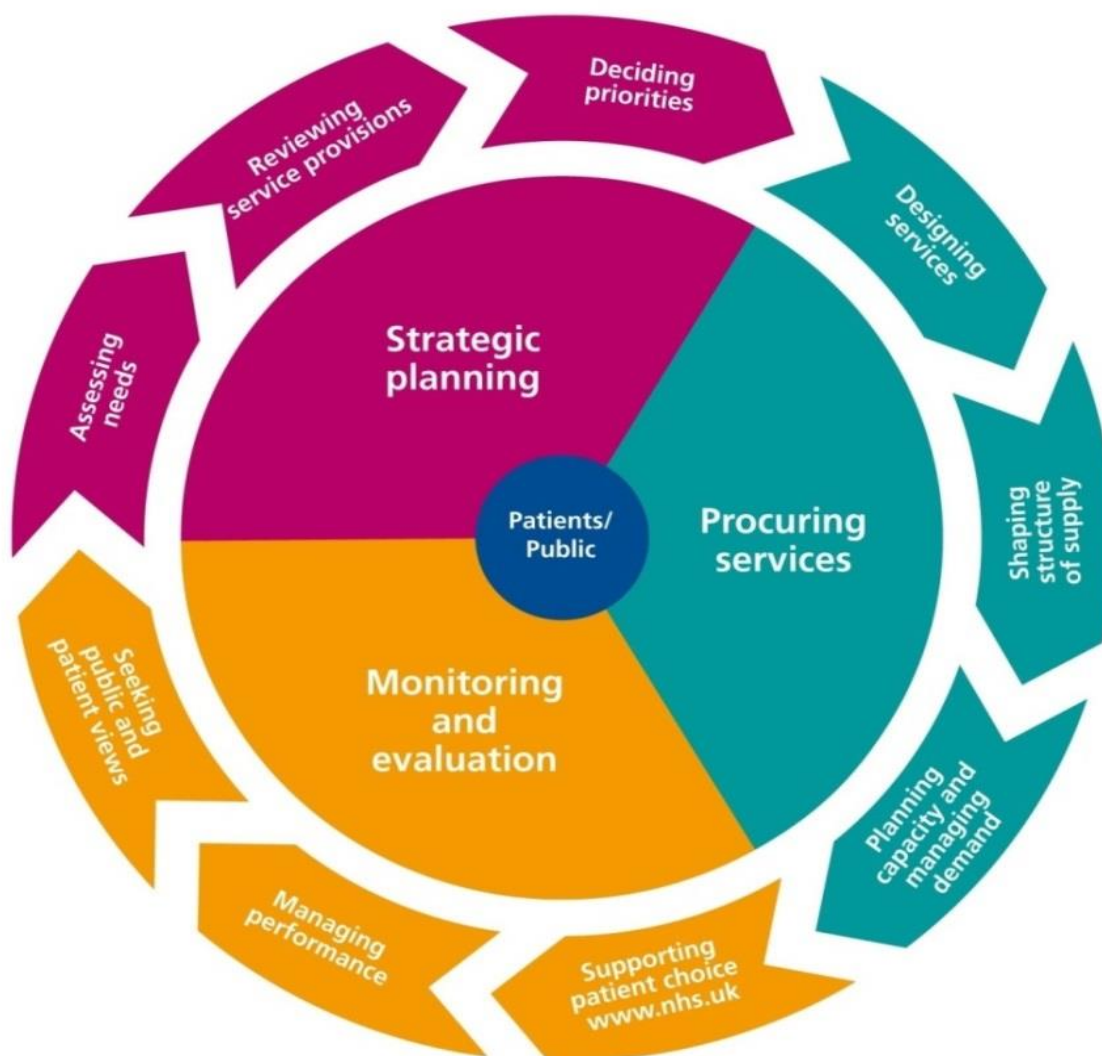 Deciding
priorities
Reviewing
service provisions
Assessing
needs
Designing
services
Strategic
planning
Patients/
Public
Procuring
services
Shaping
structure
of supply
Monitoring
and
evaluation
Seeking
public and
patient views
Planning
capacity and
managing
demand
Managing
performance
Supporting
patient choice
www.nhs.uk